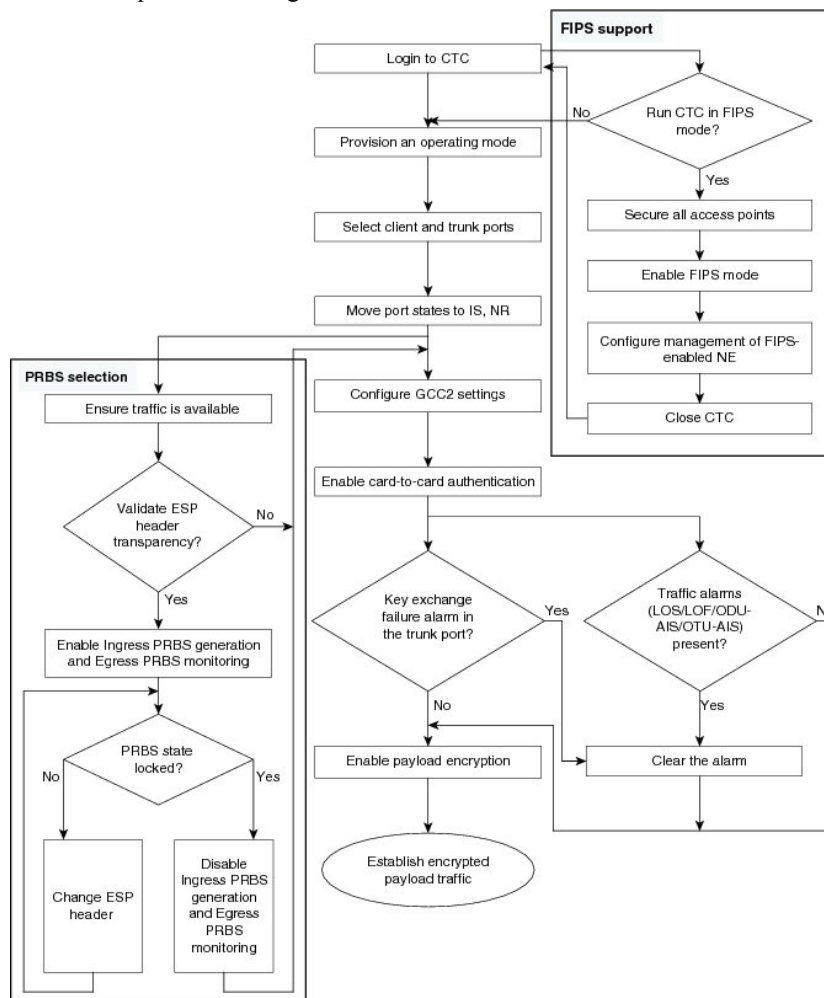 FIPS support
Login to CTC
Run CTC in FIPS
mode?
No
Provision an operating mode
Yes
Secure all access points
Select client and trunk ports
Enable FIPS mode
Move port states to IS, NR
Configure management of FIPS-
enabled NE
PRBS selection
Configure GCC2 settings
Close CTC
Ensure traffic is available
Enable card-to-card authentication
Validate ESP
header
transparency?
No
Yes
Key exchange
failure alarm in
the trunk port?
Yes
Traffic alarms
(LOS/LOF/ODU-
AIS/OTU-AIS)
present?
Enable Ingress PRBS generation
and Egress PRBS monitoring
No
Yes
PRBS state
locked?
No
Yes
Enable payload encryption
Clear the alarm
Change ESP
header
Disable
Ingress PRBS
generation
and Egress
PRBS
monitoring
Establish encrypted
payload traffic